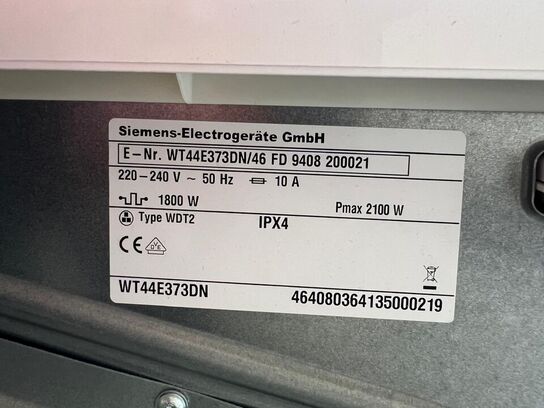 Siemens-Electrogeräte GmbH
E-Nr. WT44E373DN/46 FD 9408 200021
220-240 V ~ 50 Hz 10 A
1800 W Pmax 2100 W
Type WDT2 IPX4
CE
WT44E373DN 464080364135000219